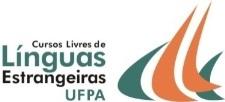 Cursos Livres de
Línguas
Estrangeiras
UFPA